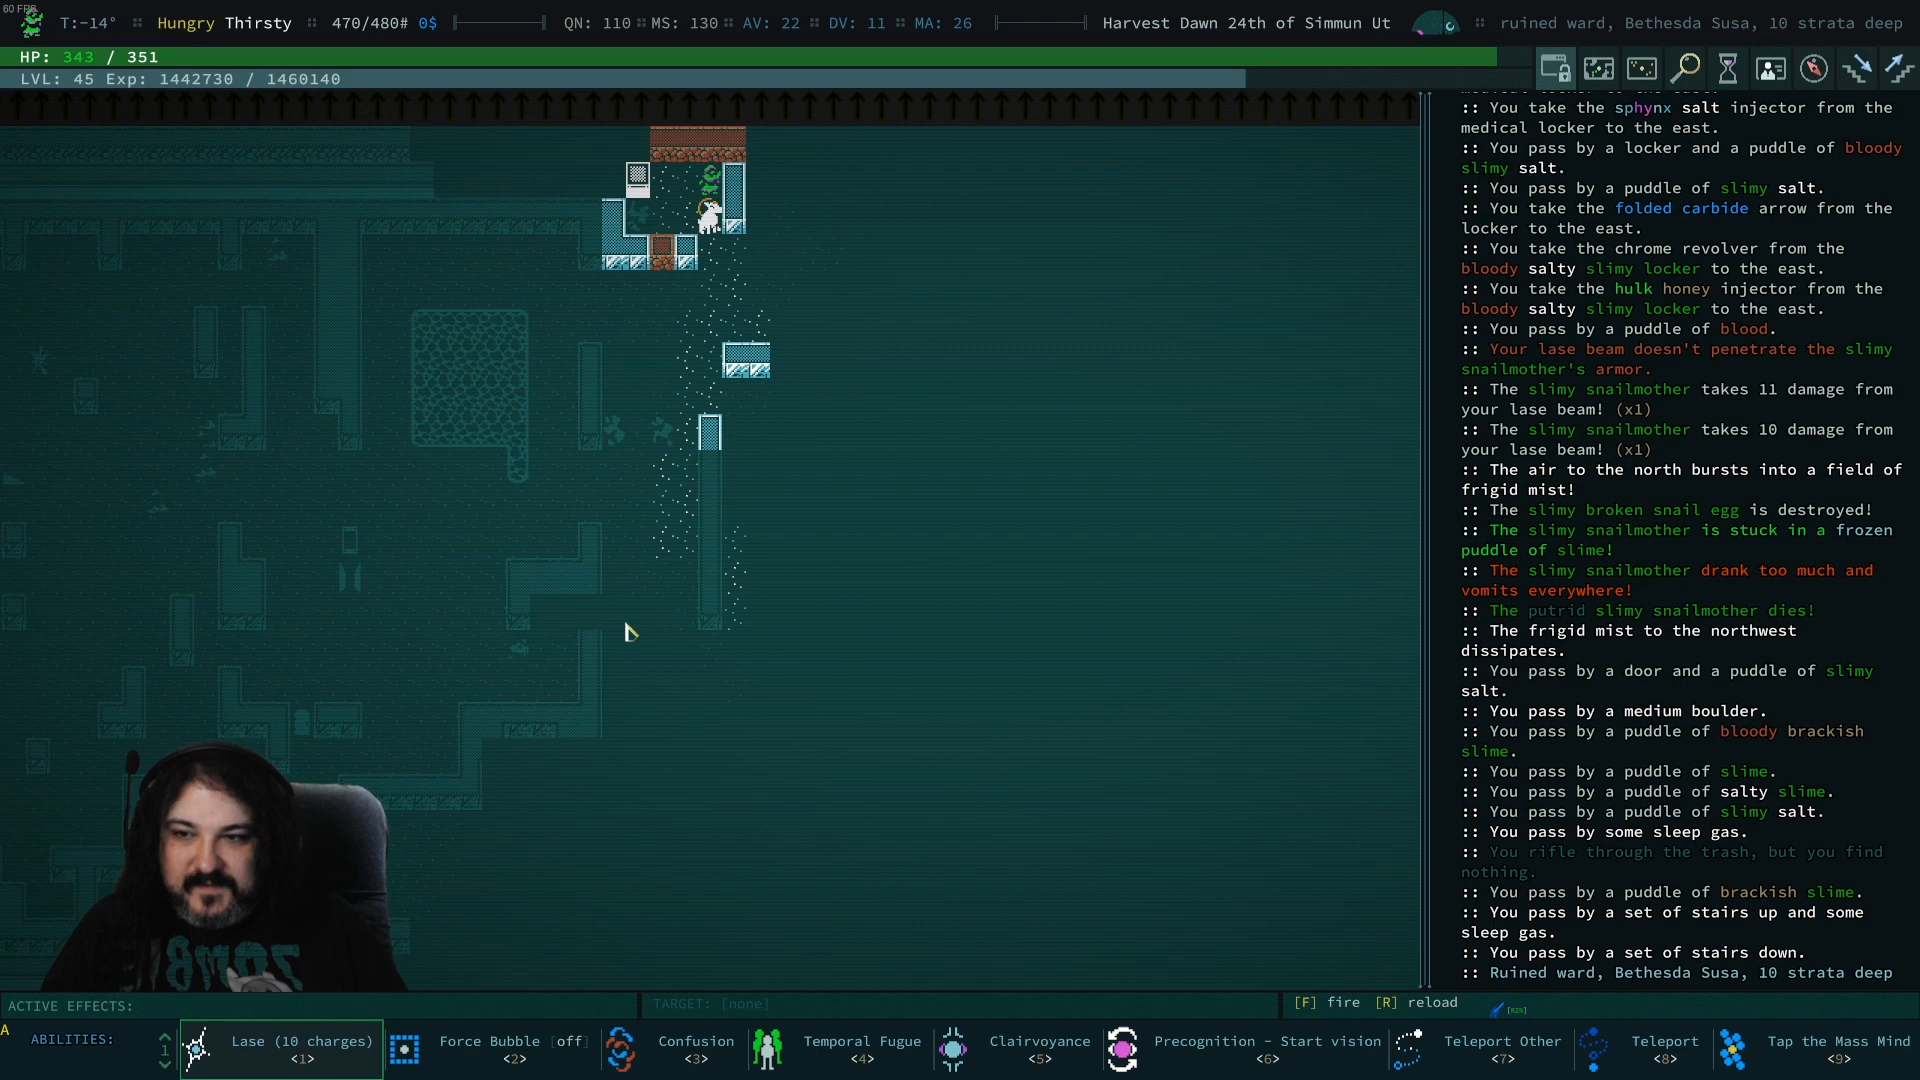 60 FPS
T:-14° :: Hungry Thirsty :: 470/480# 0$
QN: 110 :: MS: 130 :: AV: 22 :: DV: 11 :: MA: 26
Harvest Dawn 24th of Simmun Ut :: ruined ward, Bethesda Susa, 10 strata deep
HP: 343 / 351
LVL: 45 Exp: 1442730 / 1460140
:: You take the sphynx salt injector from the
medical locker to the east.
:: You pass by a locker and a puddle of bloody
slimy salt.
:: You pass by a puddle of slimy salt.
:: You take the folded carbide arrow from the
locker to the east.
:: You take the chrome revolver from the
bloody salty slimy locker to the east.
:: You take the hulk honey injector from the
bloody salty slimy locker to the east.
:: You pass by a puddle of blood.
:: Your lase beam doesn't penetrate the slimy
snailmother's armor.
:: The slimy snailmother takes 11 damage from
your lase beam! (x1)
:: The slimy snailmother takes 10 damage from
your lase beam! (x1)
:: The air to the north bursts into a field of
frigid mist!
:: The slimy broken snail egg is destroyed!
:: The slimy snailmother is stuck in a frozen
puddle of slime!
:: The slimy snailmother drank too much and
vomits everywhere!
:: The putrid slimy snailmother dies!
:: The frigid mist to the northwest
dissipates.
:: You pass by a door and a puddle of slimy
salt.
:: You pass by a medium boulder.
:: You pass by a puddle of bloody brackish
slime.
:: You pass by a puddle of slime.
:: You pass by a puddle of salty slime.
:: You pass by a puddle of slimy salt.
:: You pass by some sleep gas.
:: You rifle through the trash, but you find
nothing.
:: You pass by a puddle of brackish slime.
:: You pass by a set of stairs up and some
sleep gas.
:: You pass by a set of stairs down.
:: Ruined ward, Bethesda Susa, 10 strata deep
ACTIVE EFFECTS:
TARGET: [none]
[F] fire [R] reload
[82%]
A
ABILITIES:
1
Lase (10 charges)
<1>
Force Bubble [off]
<2>
Confusion
<3>
Temporal Fugue
<4>
Clairvoyance
<5>
Precognition - Start vision
<6>
Teleport Other
<7>
Teleport
<8>
Tap the Mass Mind
<9>